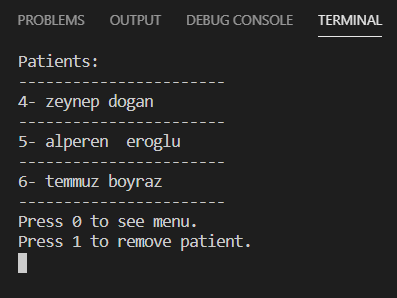 PROBLEMS OUTPUT DEBUG CONSOLE TERMINAL
Patients:
-----------------------
4- zeynep dogan
-----------------------
5- alperen  eroglu
-----------------------
6- temmuz boyraz
-----------------------
Press 0 to see menu.
Press 1 to remove patient.